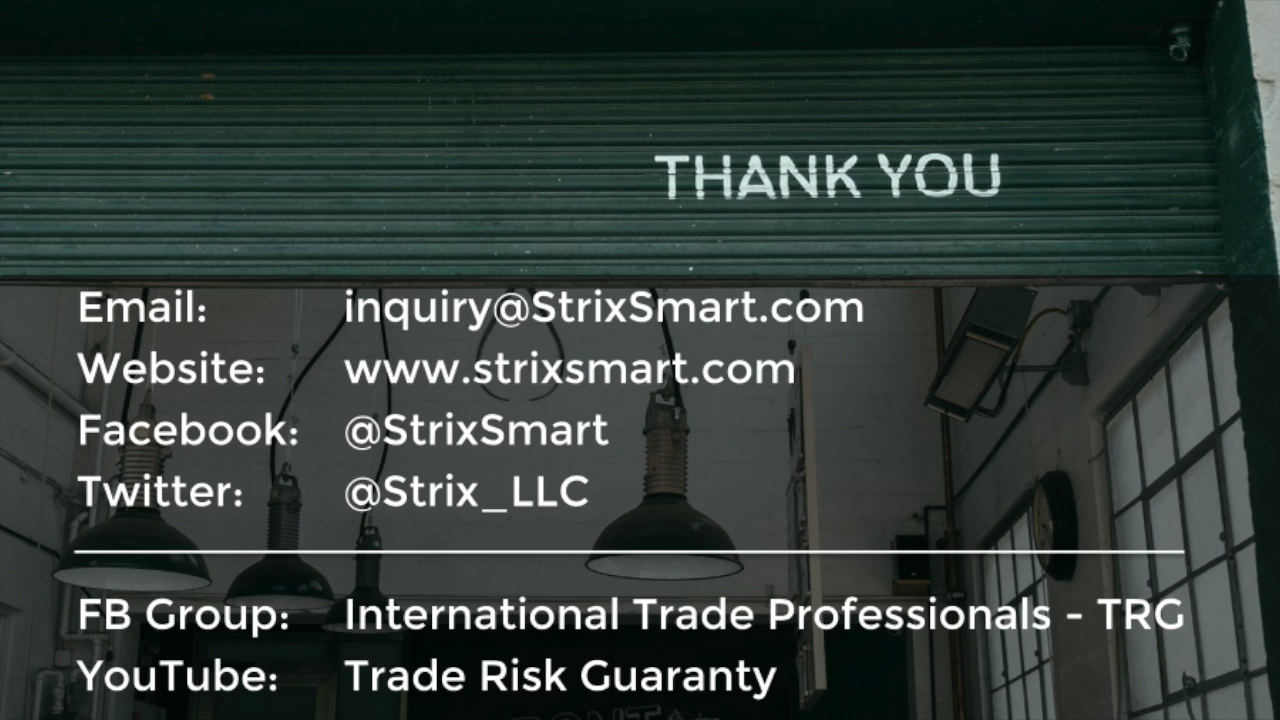 THANK YOU
Email: inquiry@StrixSmart.com
Website: www.strixsmart.com
Facebook: @StrixSmart
Twitter: @Strix_LLC
FB Group: International Trade Professionals - TRG
YouTube: Trade Risk Guaranty